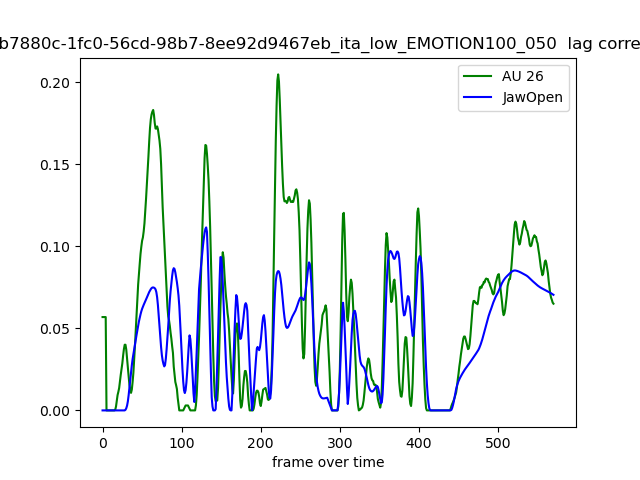 b7880c-1fc0-56cd-98b7-8ee92d9467eb_ita_low_EMOTION100_050 lag corre
AU 26
JawOpen
0.20
0.15
0.10
0.05
0.00
0 100 200 300 400 500
frame over time